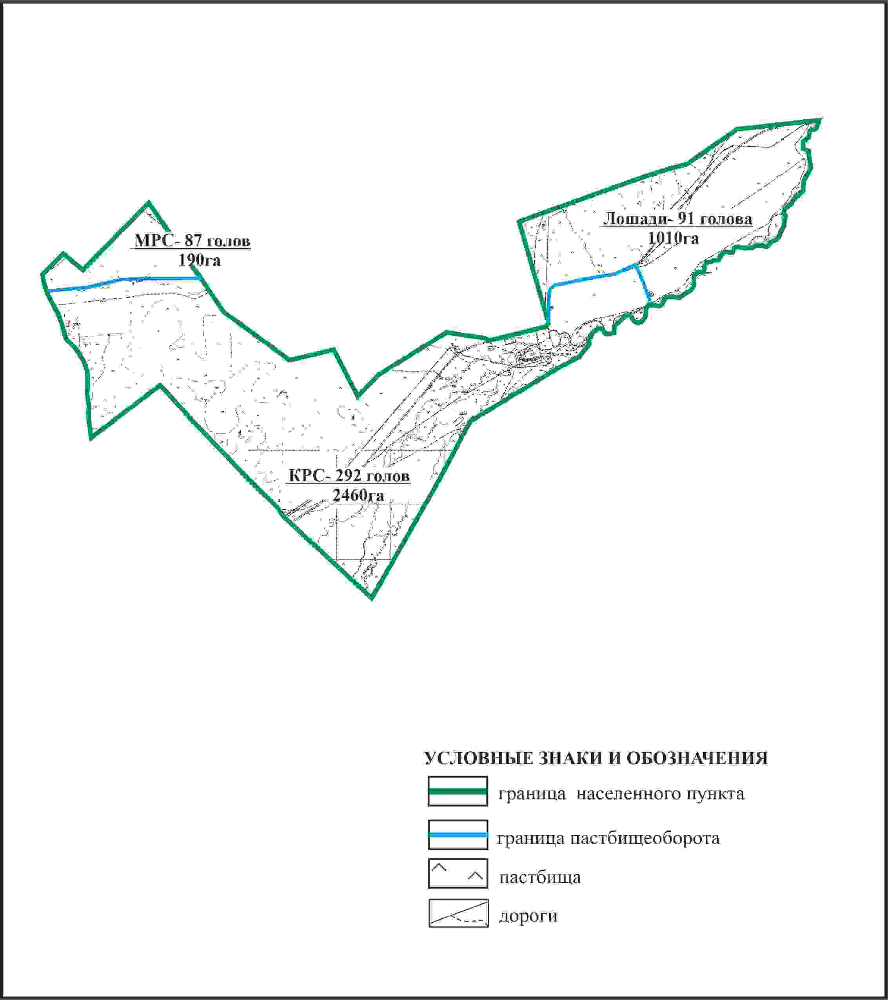 Лошади- 91 голова
1010га
МРС- 87 голов
190га
КРС- 292 голов
2460га
УСЛОВНЫЕ ЗНАКИ И ОБОЗНАЧЕНИЯ
граница населенного пункта
граница пастбищеоборота
пастбища
дороги